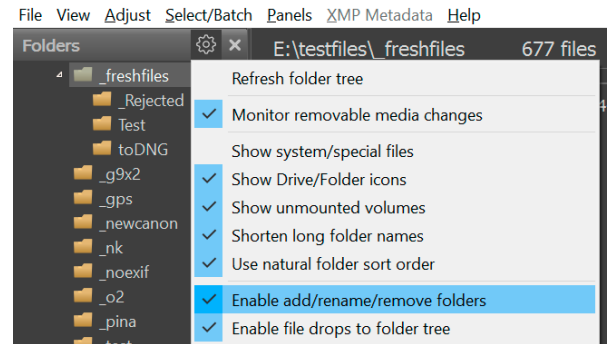 File View Adjust Select/Batch Panels XMP Metadata Help
Folders E:\testfiles\_freshfiles 677 files
_freshfiles
_Rejected
Test
toDNG
_g9x2
_gps
_newcanon
_nk
_noexif
_o2
_pina
Refresh folder tree
Monitor removable media changes
Show system/special files
Show Drive/Folder icons
Show unmounted volumes
Shorten long folder names
Use natural folder sort order
Enable add/rename/remove folders
Enable file drops to folder tree